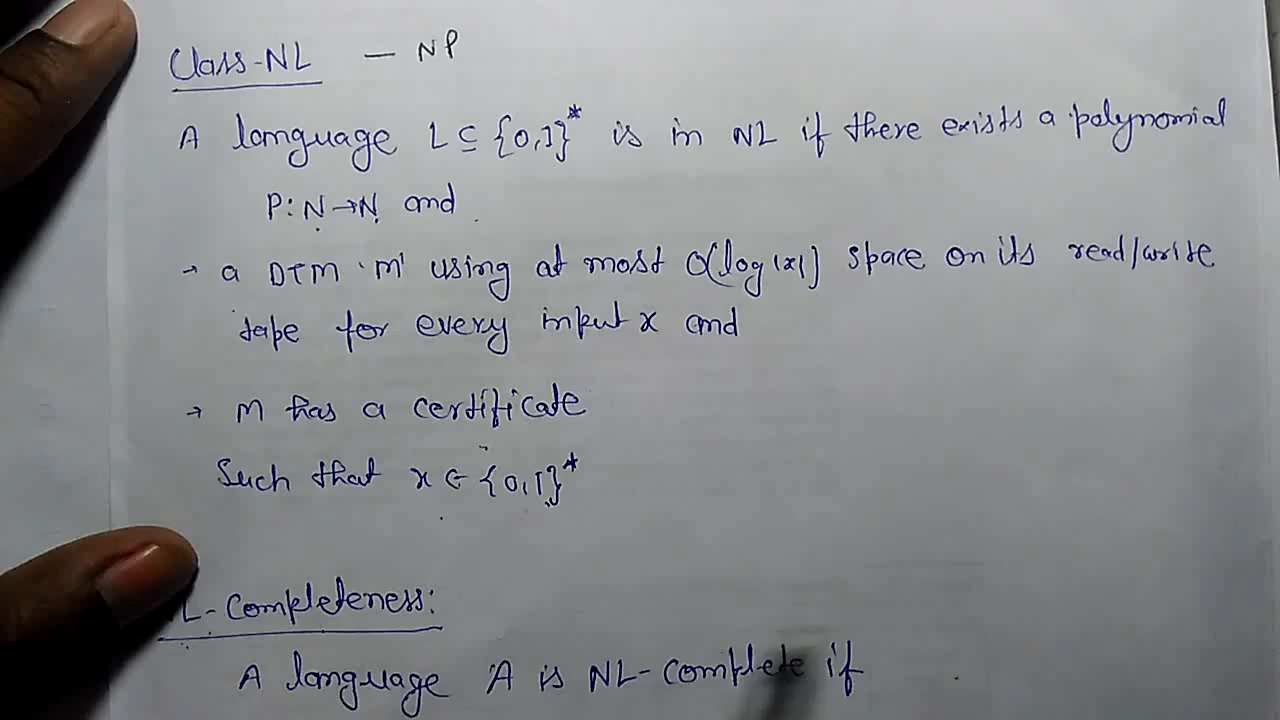 Class-NL — NP
A language L ⊆ {0,1}* is in NL if there exists a polynomial
P: N→N and
→ a DTM 'M' using at most O(log|x|) space on its read/write
tape for every input x and
→ M has a certificate
Such that x ∈ {0,1}*
L-Completeness:
A language A is NL-complete if